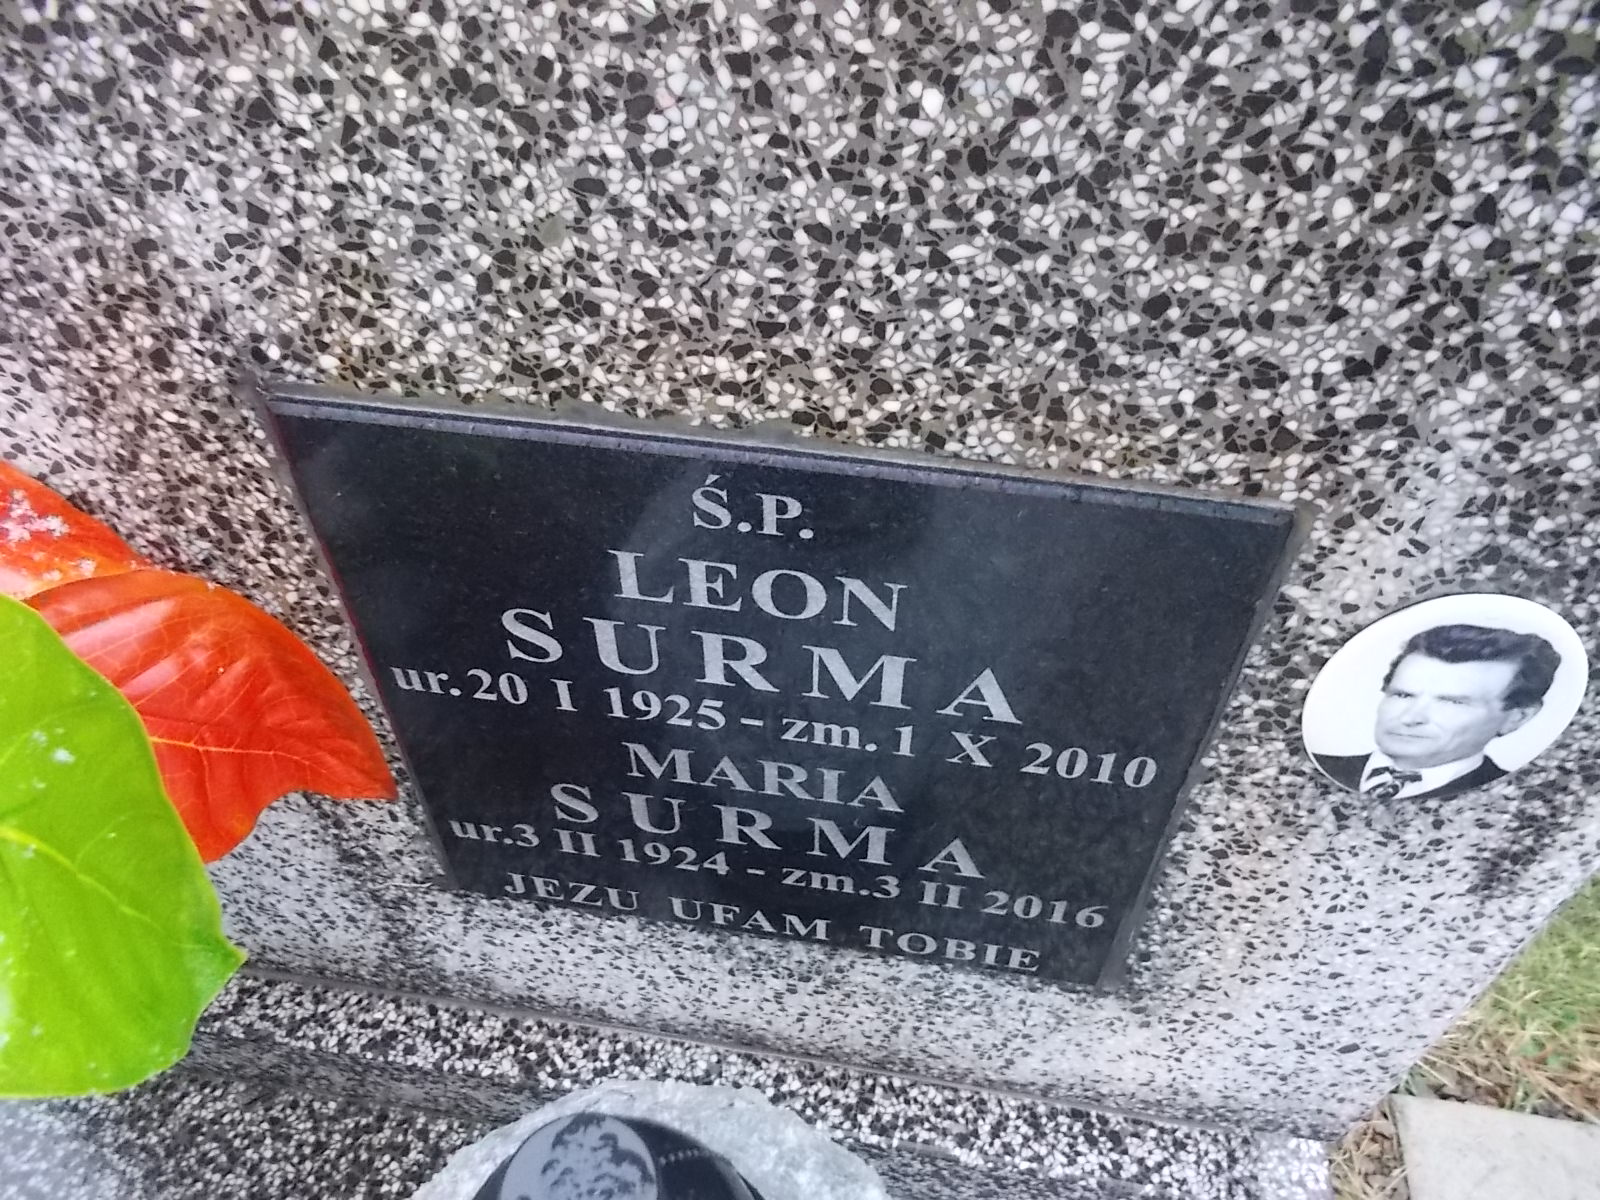 Ś.P.
LEON
SURMA
ur. 20 I 1925 - zm. 1 X 2010
MARIA
SURMA
ur. 3 II 1924 - zm. 3 II 2016
JEZU UFAM TOBIE